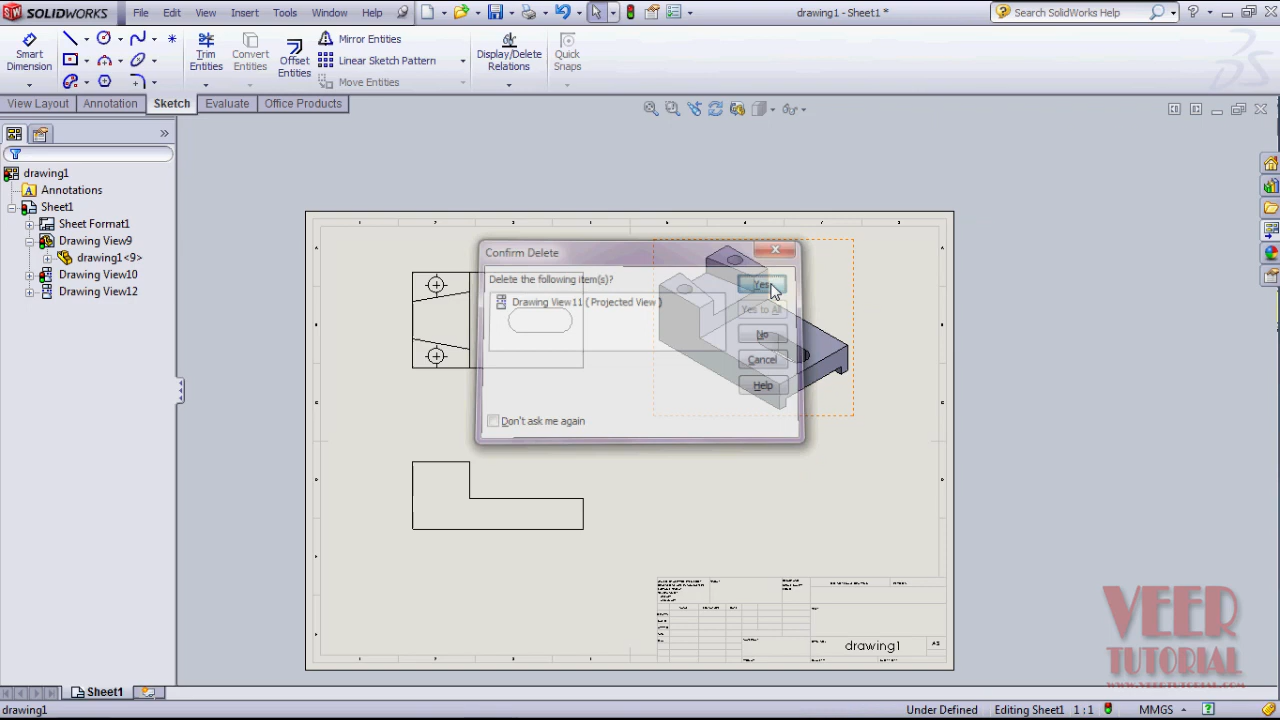 SOLIDWORKS File Edit View Insert Tools Window Help drawing1 - Sheet1 * Search SolidWorks Help
Smart Dimension
Trim Entities
Convert Entities
Offset Entities
Mirror Entities
Linear Sketch Pattern
Move Entities
Display/Delete Relations
Quick Snaps
View Layout Annotation Sketch Evaluate Office Products
drawing1
Annotations
Sheet1
Sheet Format1
Drawing View9
drawing1<9>
Drawing View10
Drawing View12
Confirm Delete
Delete the following item(s)?
Drawing View11 ( Projected View )
Yes
Yes to All
No
Cancel
Help
Don't ask me again
drawing1
VEER
TUTORIAL
WWW.VEERTUTORIAL.COM
Sheet1
drawing1 Under Defined Editing Sheet1 1 : 1 MMGS